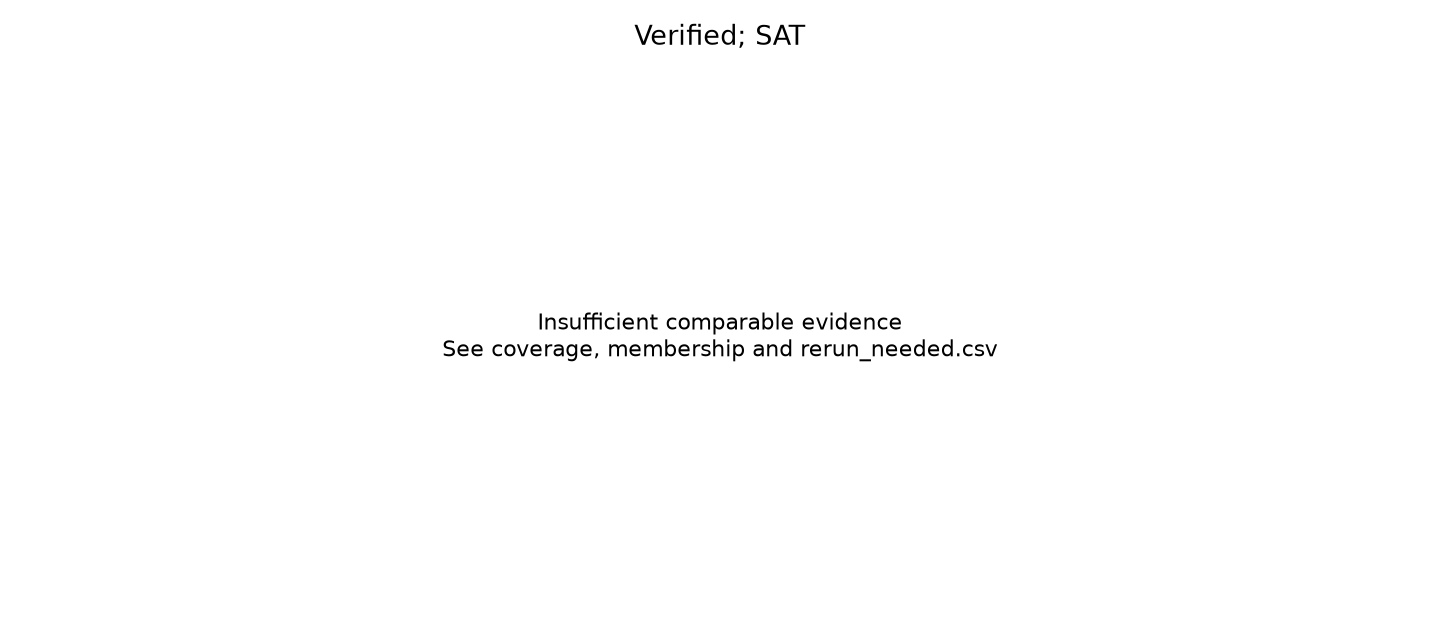 Verified; SAT
Insufficient comparable evidence
See coverage, membership and rerun_needed.csv